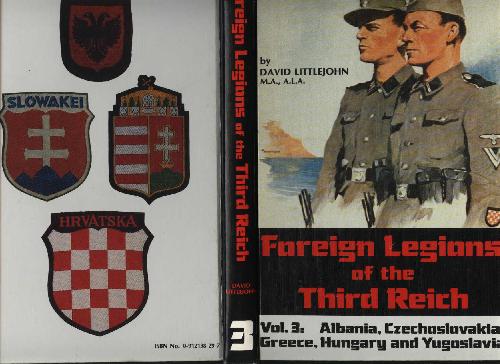 SLOWAKEI
HRVATSKA
ISBN No. 0-912138-29-7
Foreign Legions of the Third Reich
DAVID
LITTLEJOHN
3
by
DAVID LITTLEJOHN
M.A., A.L.A.
Foreign Legions
of the
Third Reich
Vol. 3: Albania, Czechoslovakia,
Greece, Hungary and Yugoslavia